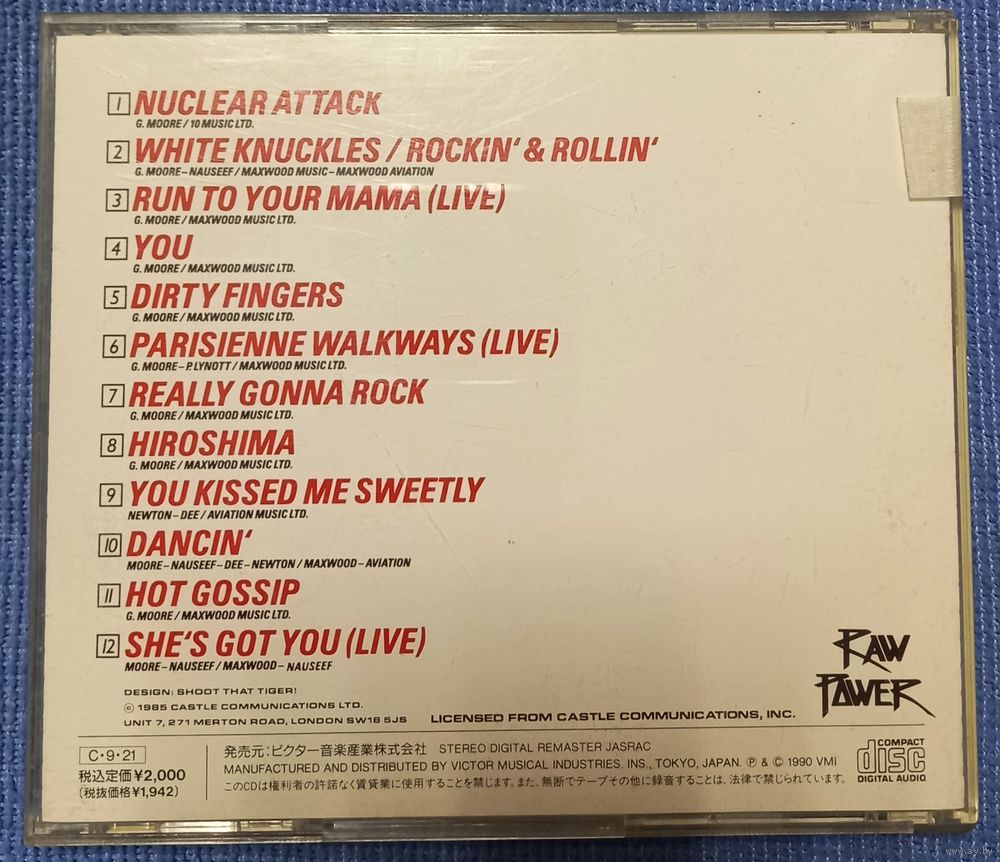 1 NUCLEAR ATTACK
G. MOORE / 10 MUSIC LTD.
2 WHITE KNUCKLES / ROCKIN' & ROLLIN'
G. MOORE – NAUSEEF / MAXWOOD MUSIC – MAXWOOD AVIATION
3 RUN TO YOUR MAMA (LIVE)
G. MOORE / MAXWOOD MUSIC LTD.
4 YOU
G. MOORE / MAXWOOD MUSIC LTD.
5 DIRTY FINGERS
G. MOORE / MAXWOOD MUSIC LTD.
6 PARISIENNE WALKWAYS (LIVE)
G. MOORE – P. LYNOTT / MAXWOOD MUSIC LTD.
7 REALLY GONNA ROCK
G. MOORE / MAXWOOD MUSIC LTD.
8 HIROSHIMA
G. MOORE / MAXWOOD MUSIC LTD.
9 YOU KISSED ME SWEETLY
NEWTON – DEE / AVIATION MUSIC LTD.
10 DANCIN'
MOORE – NAUSEEF – DEE – NEWTON / MAXWOOD – AVIATION
11 HOT GOSSIP
G. MOORE / MAXWOOD MUSIC LTD.
12 SHE'S GOT YOU (LIVE)
MOORE – NAUSEEF / MAXWOOD – NAUSEEF
RAW
POWER
DESIGN: SHOOT THAT TIGER!
© 1985 CASTLE COMMUNICATIONS LTD.
UNIT 7, 271 MERTON ROAD, LONDON SW18 5JS LICENSED FROM CASTLE COMMUNICATIONS, INC.
C・9・21
税込定価¥2,000
(税抜価格¥1,942)
発売元:ビクター音楽産業株式会社 STEREO DIGITAL REMASTER JASRAC
MANUFACTURED AND DISTRIBUTED BY VICTOR MUSICAL INDUSTRIES. INS., TOKYO, JAPAN. Ⓟ & © 1990 VMI
このCDは権利者の許諾なく賃貸業に使用することを禁じます。また、無断でテープその他に録音することは、法律で禁じられています。
COMPACT
disc
DIGITAL AUDIO
www.ay.by